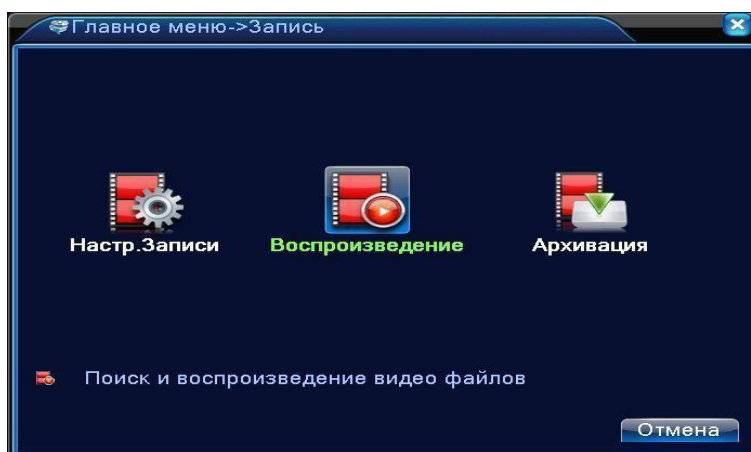 Главное меню->Запись
Настр.Записи Воспроизведение Архивация
Поиск и воспроизведение видео файлов
Отмена